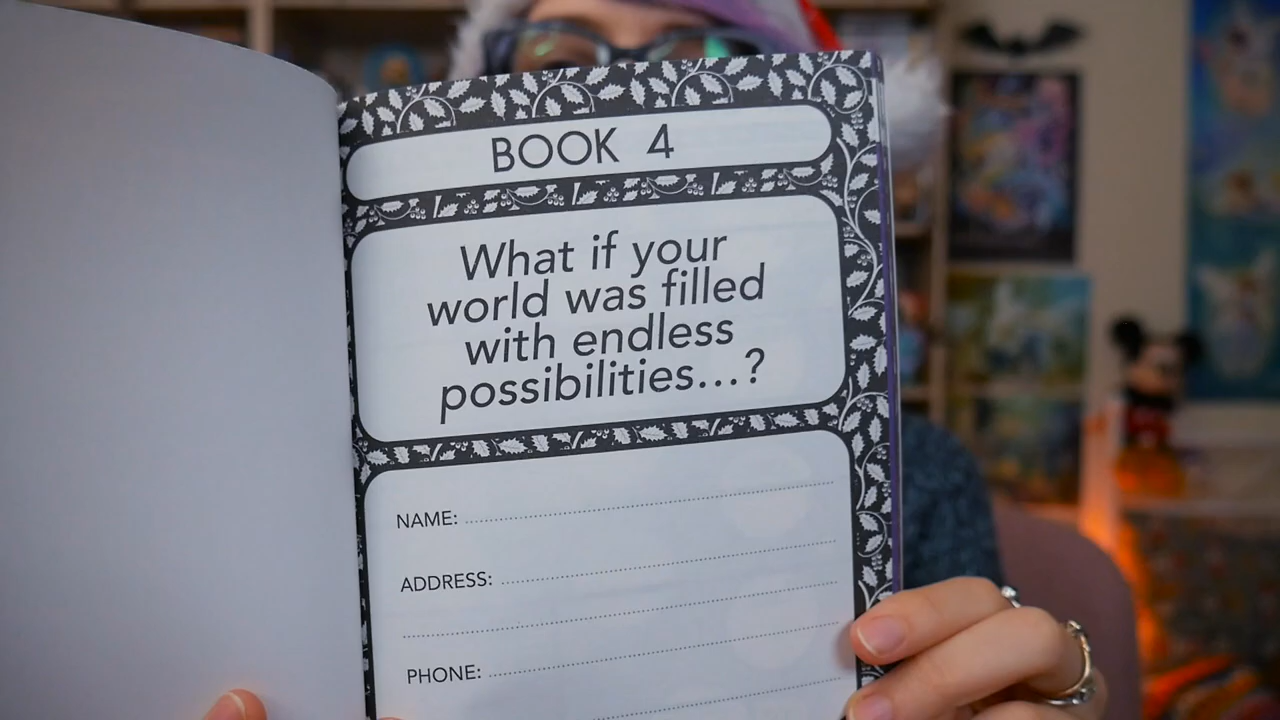 BOOK 4
What if your
world was filled
with endless
possibilities...?
NAME:
ADDRESS:
PHONE: